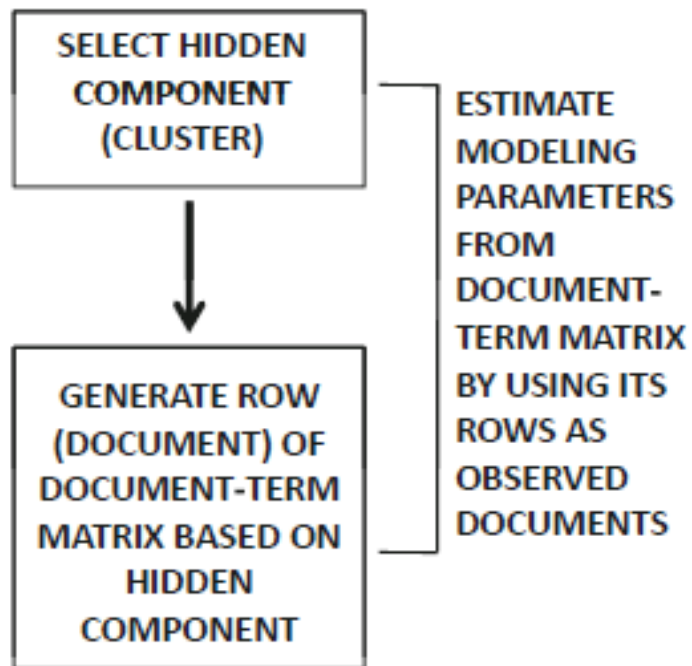 SELECT HIDDEN
COMPONENT
(CLUSTER)
ESTIMATE
MODELING
PARAMETERS
FROM
DOCUMENT-
TERM MATRIX
BY USING ITS
ROWS AS
OBSERVED
DOCUMENTS
GENERATE ROW
(DOCUMENT) OF
DOCUMENT-TERM
MATRIX BASED ON
HIDDEN
COMPONENT